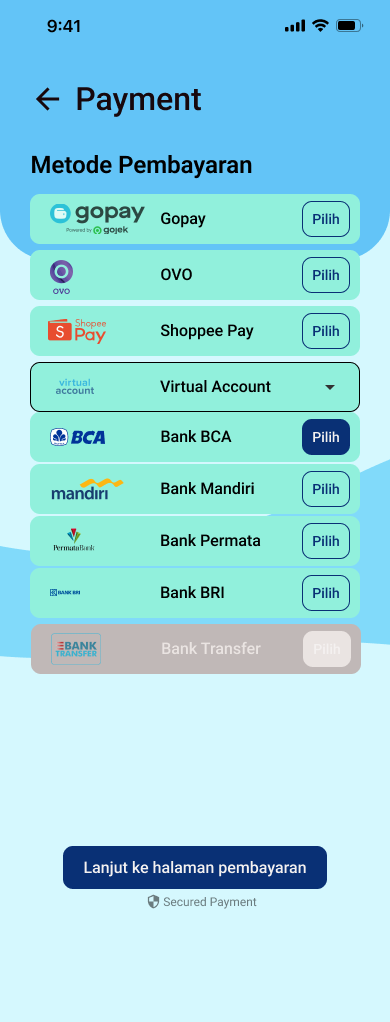 9:41
Payment
Metode Pembayaran
gopay
Powered by gojek
Gopay
Pilih
OVO
OVO
Pilih
Shopee
Pay
Shoppee Pay
Pilih
virtual
account
Virtual Account
BCA
Bank BCA
Pilih
mandiri
Bank Mandiri
Pilih
PermataBank
Bank Permata
Pilih
BANK BRI
Bank BRI
Pilih
BANK
TRANSFER
Bank Transfer
Pilih
Lanjut ke halaman pembayaran
Secured Payment